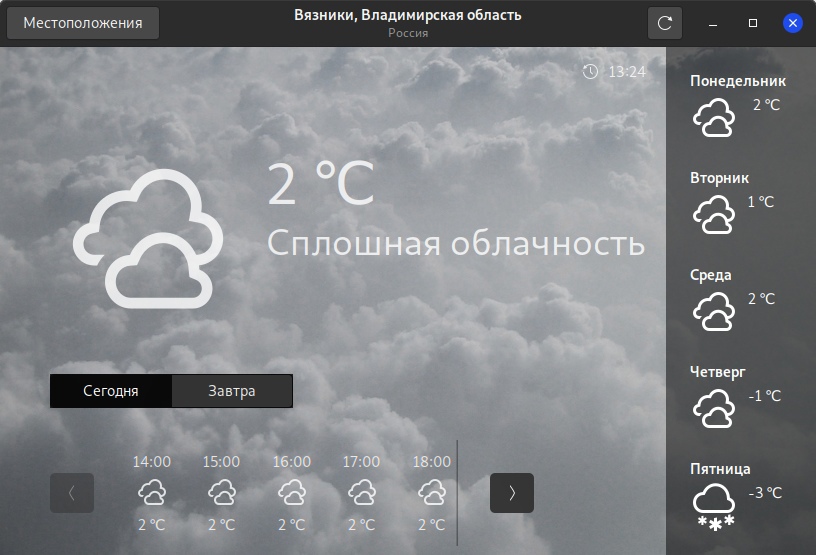 Местоположения
Вязники, Владимирская область
Россия
13:24
2 °C
Сплошная облачность
Сегодня
Завтра
14:00 15:00 16:00 17:00 18:00
2 °C 2 °C 2 °C 2 °C 2 °C
Понедельник
2 °C
Вторник
1 °C
Среда
2 °C
Четверг
-1 °C
Пятница
-3 °C